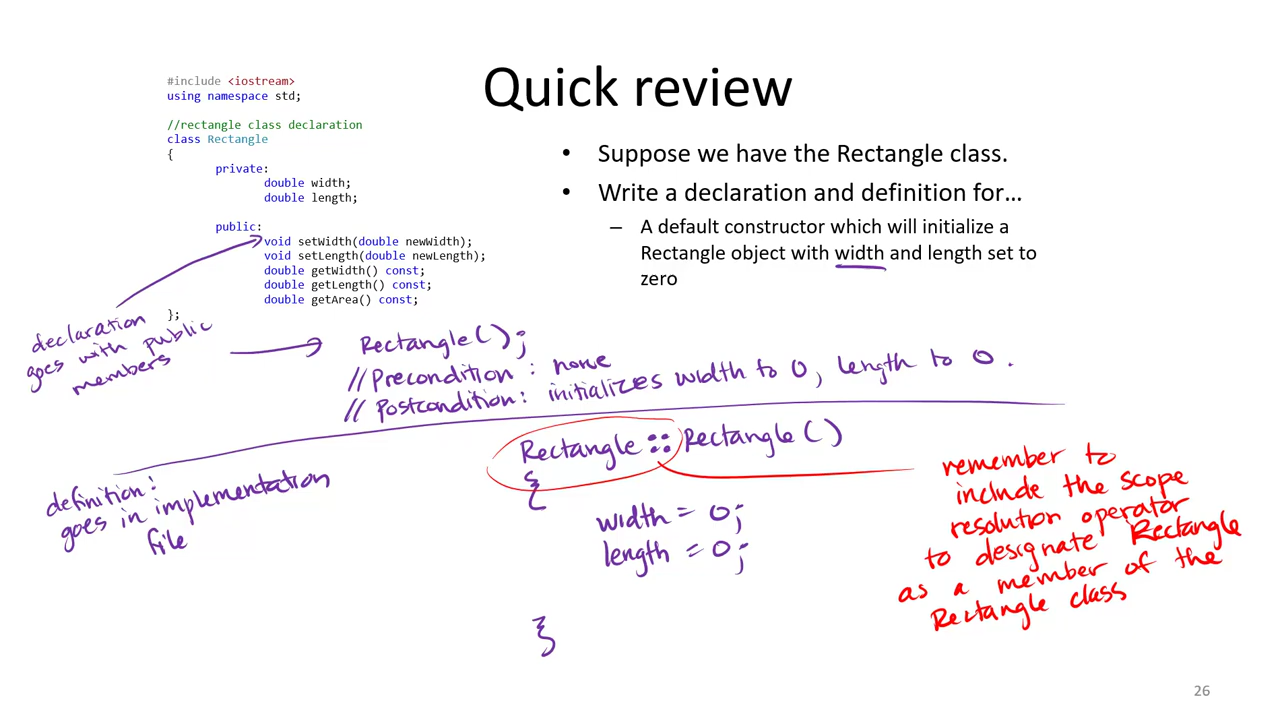 Quick review
#include <iostream>
using namespace std;
//rectangle class declaration
class Rectangle
{
private:
double width;
double length;
public:
void setWidth(double newWidth);
void setLength(double newLength);
double getWidth() const;
double getLength() const;
double getArea() const;
};
• Suppose we have the Rectangle class.
• Write a declaration and definition for…
– A default constructor which will initialize a
Rectangle object with width and length set to
zero
declaration
goes with public
members
Rectangle();
// Precondition: none
// Postcondition: initializes width to 0, length to 0.
definition:
goes in implementation
file
Rectangle::Rectangle()
{
width = 0;
length = 0;
}
remember to
include the scope
resolution operator
to designate Rectangle
as a member of the
Rectangle class
26